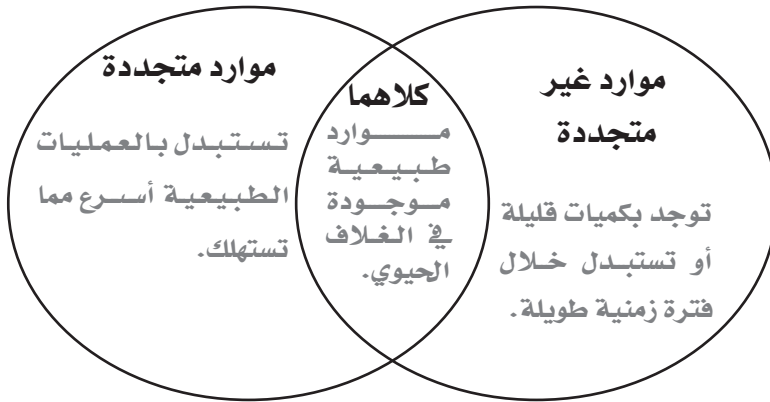 موارد غير
متجددة
توجد بكميات قليلة
أو تستبدل خلال
فترة زمنية طويلة.
كلاهما
موارد
طبيعية
موجودة
في الغلاف
الحيوي.
موارد متجددة
تستبدل بالعمليات
الطبيعية أسرع مما
تستهلك.